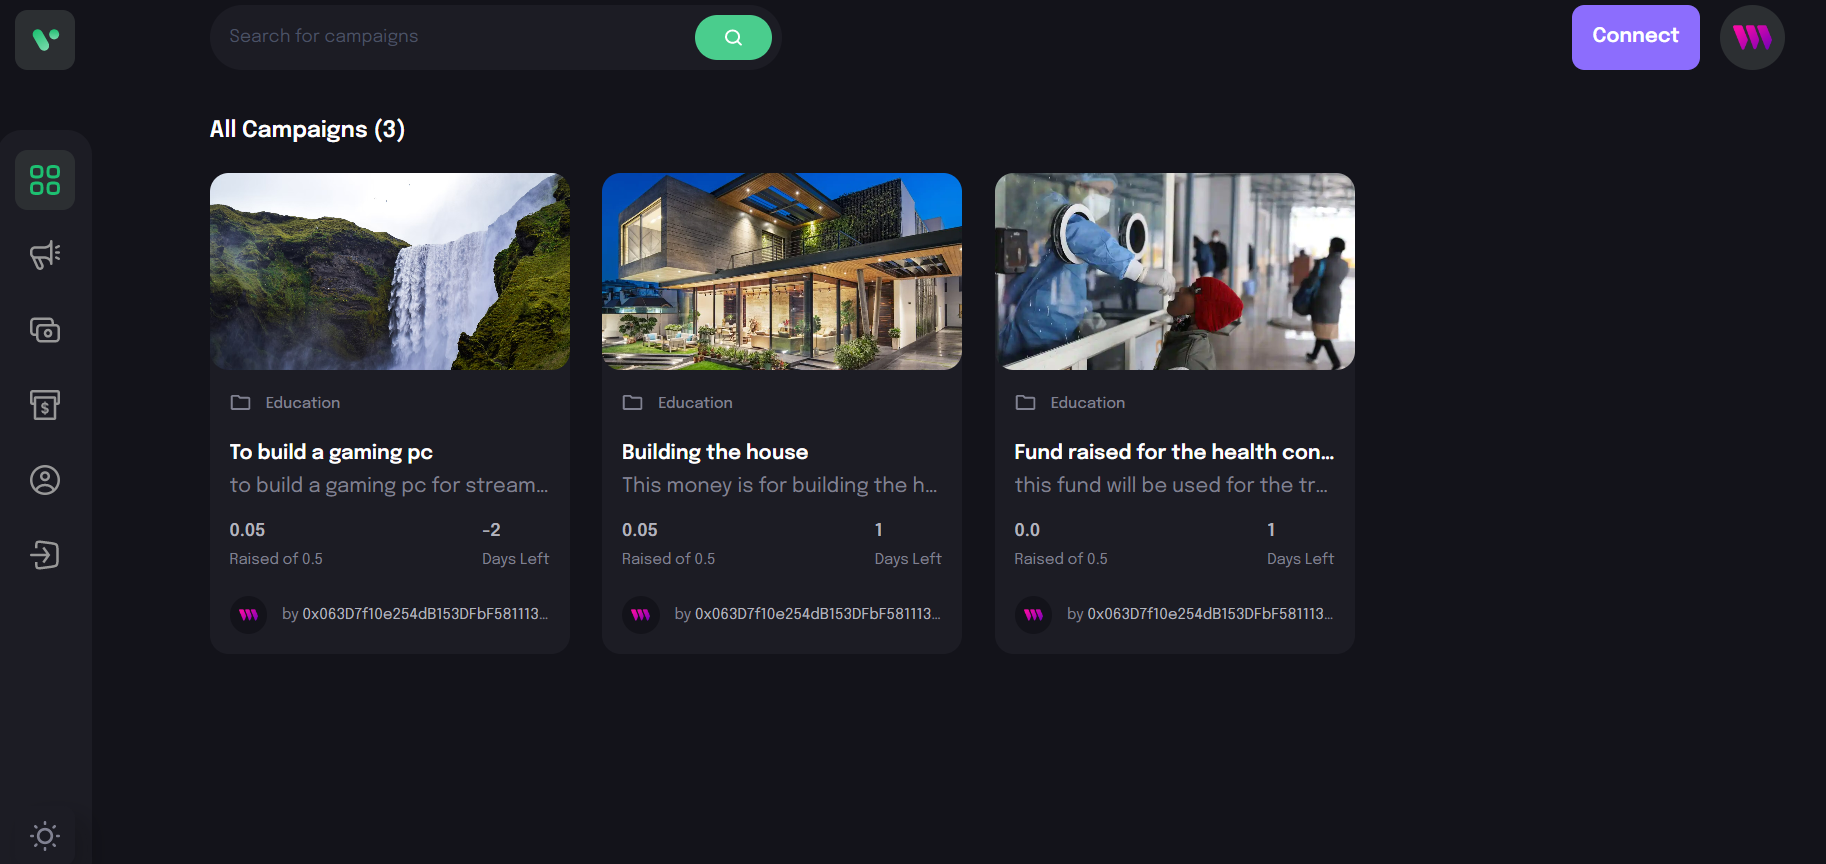 Search for campaigns
Connect
All Campaigns (3)
Education
To build a gaming pc
to build a gaming pc for stream...
0.05
-2
Raised of 0.5
Days Left
by 0x063D7f10e254dB153DFbF581113...
Education
Building the house
This money is for building the h...
0.05
1
Raised of 0.5
Days Left
by 0x063D7f10e254dB153DFbF581113...
Education
Fund raised for the health con...
this fund will be used for the tr...
0.0
1
Raised of 0.5
Days Left
by 0x063D7f10e254dB153DFbF581113...